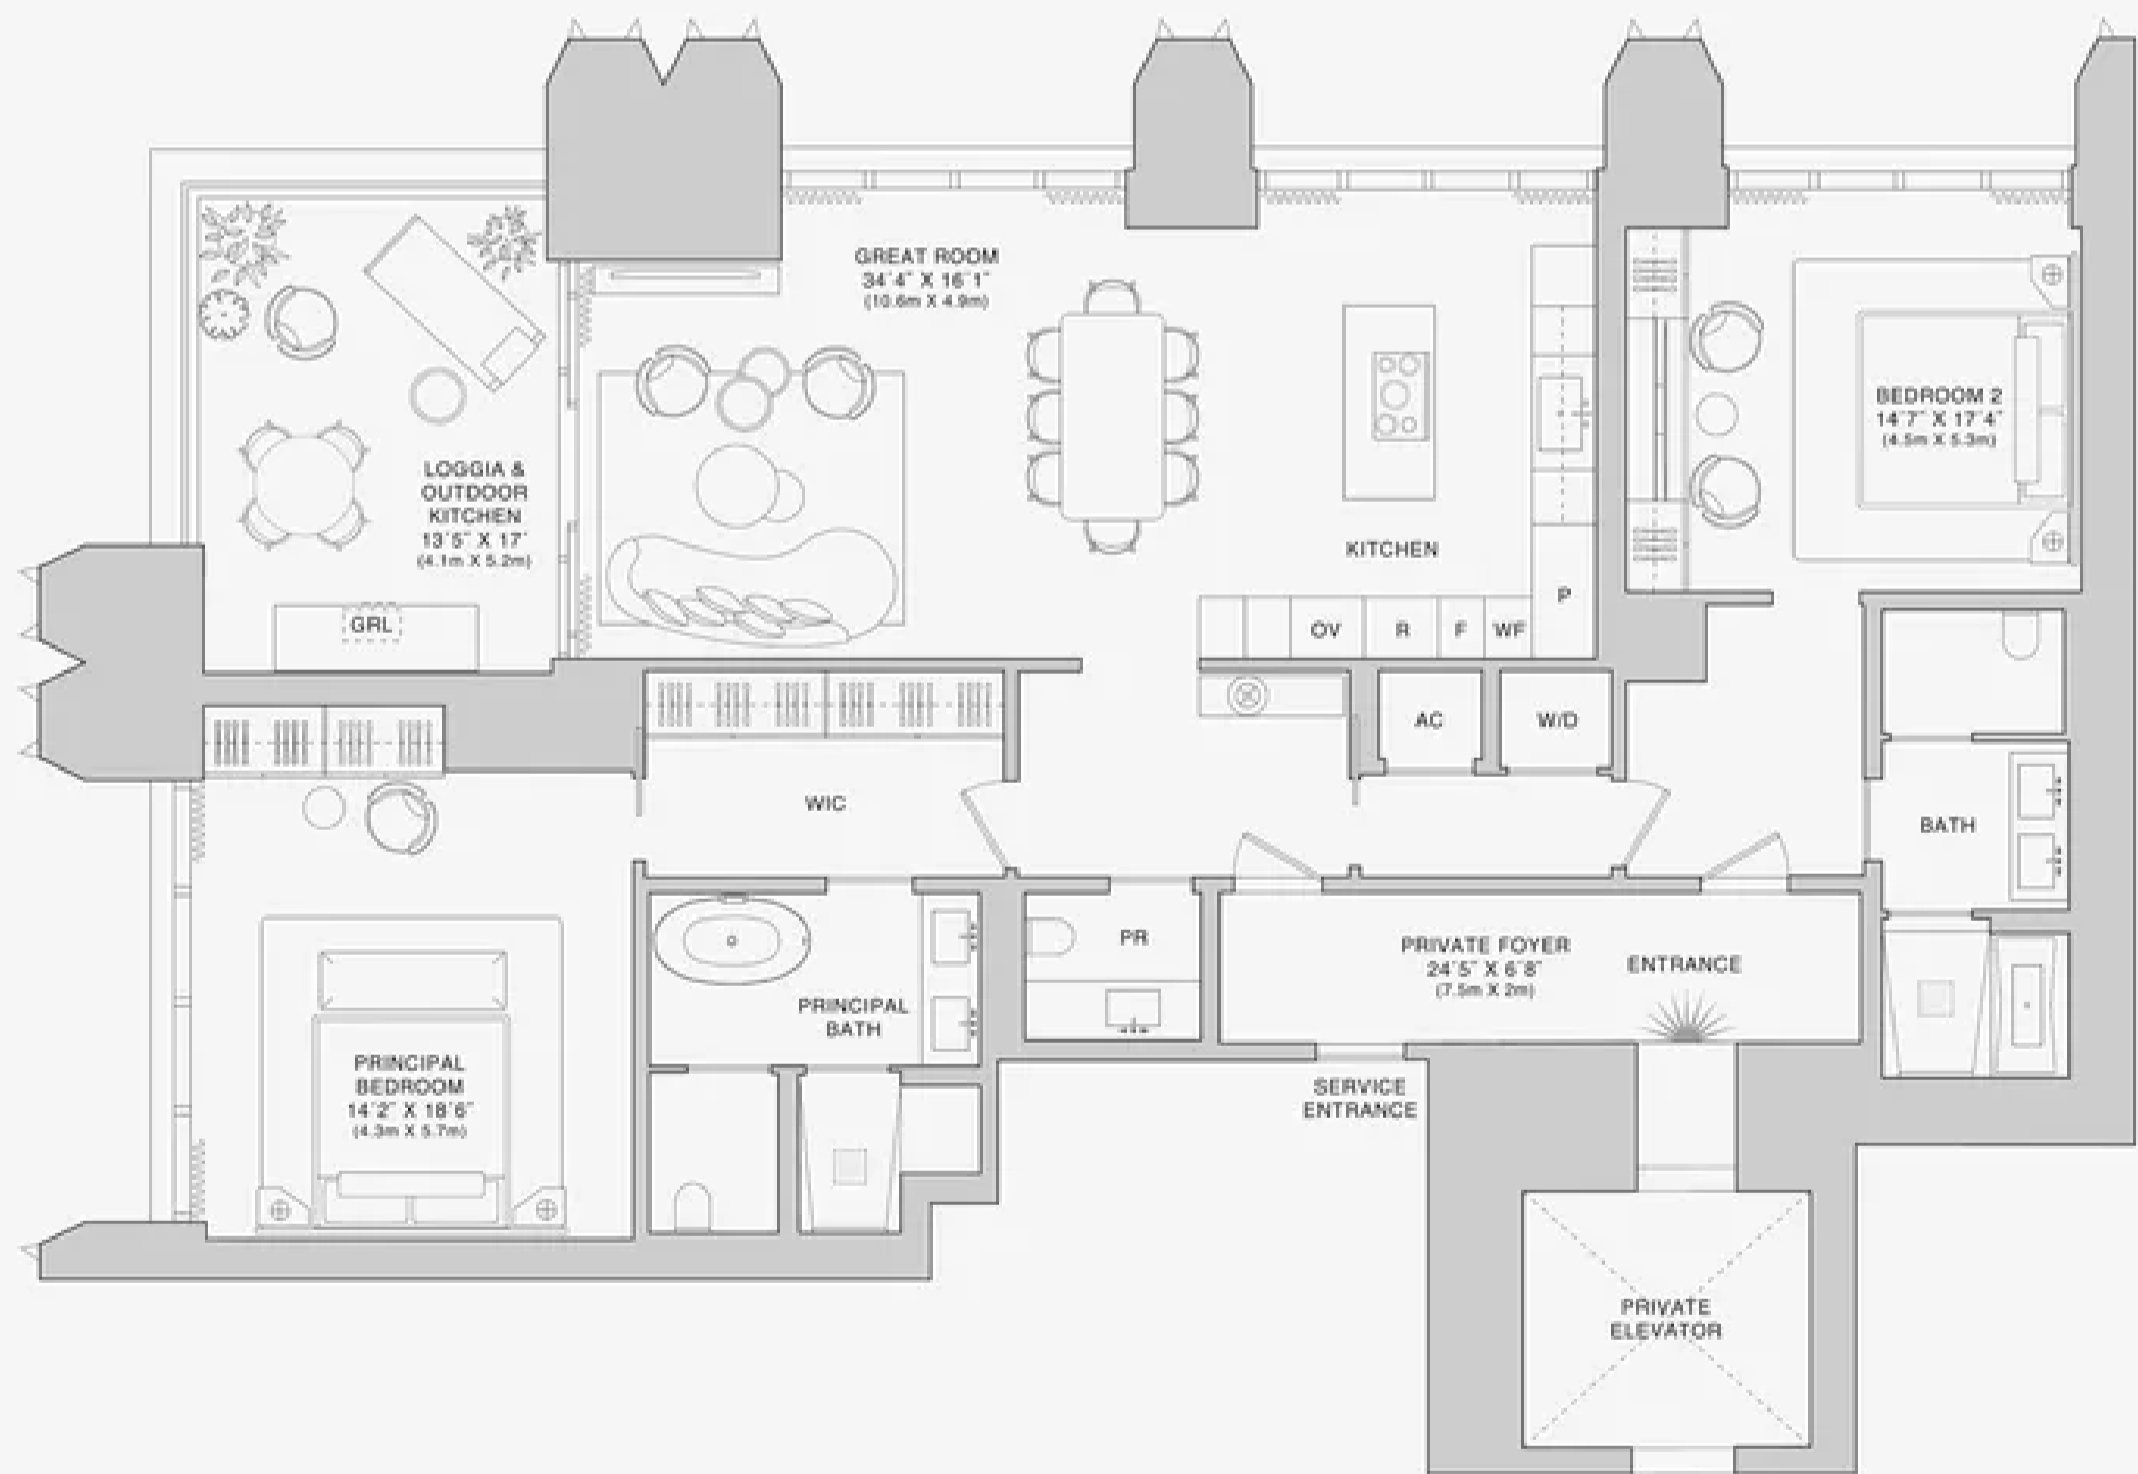 GREAT ROOM
34´4˝ X 16´1˝
(10.6m X 4.9m)
BEDROOM 2
14´7˝ X 17´4˝
(4.5m X 5.3m)
LOGGIA &
OUTDOOR
KITCHEN
13´5˝ X 17´
(4.1m X 5.2m)
KITCHEN
GRL
OV
R
F
WF
P
AC
W/D
WIC
BATH
PR
PRIVATE FOYER
24´5˝ X 6´8˝
(7.5m X 2m)
ENTRANCE
PRINCIPAL
BATH
PRINCIPAL
BEDROOM
14´2˝ X 18´6˝
(4.3m X 5.7m)
SERVICE
ENTRANCE
PRIVATE
ELEVATOR